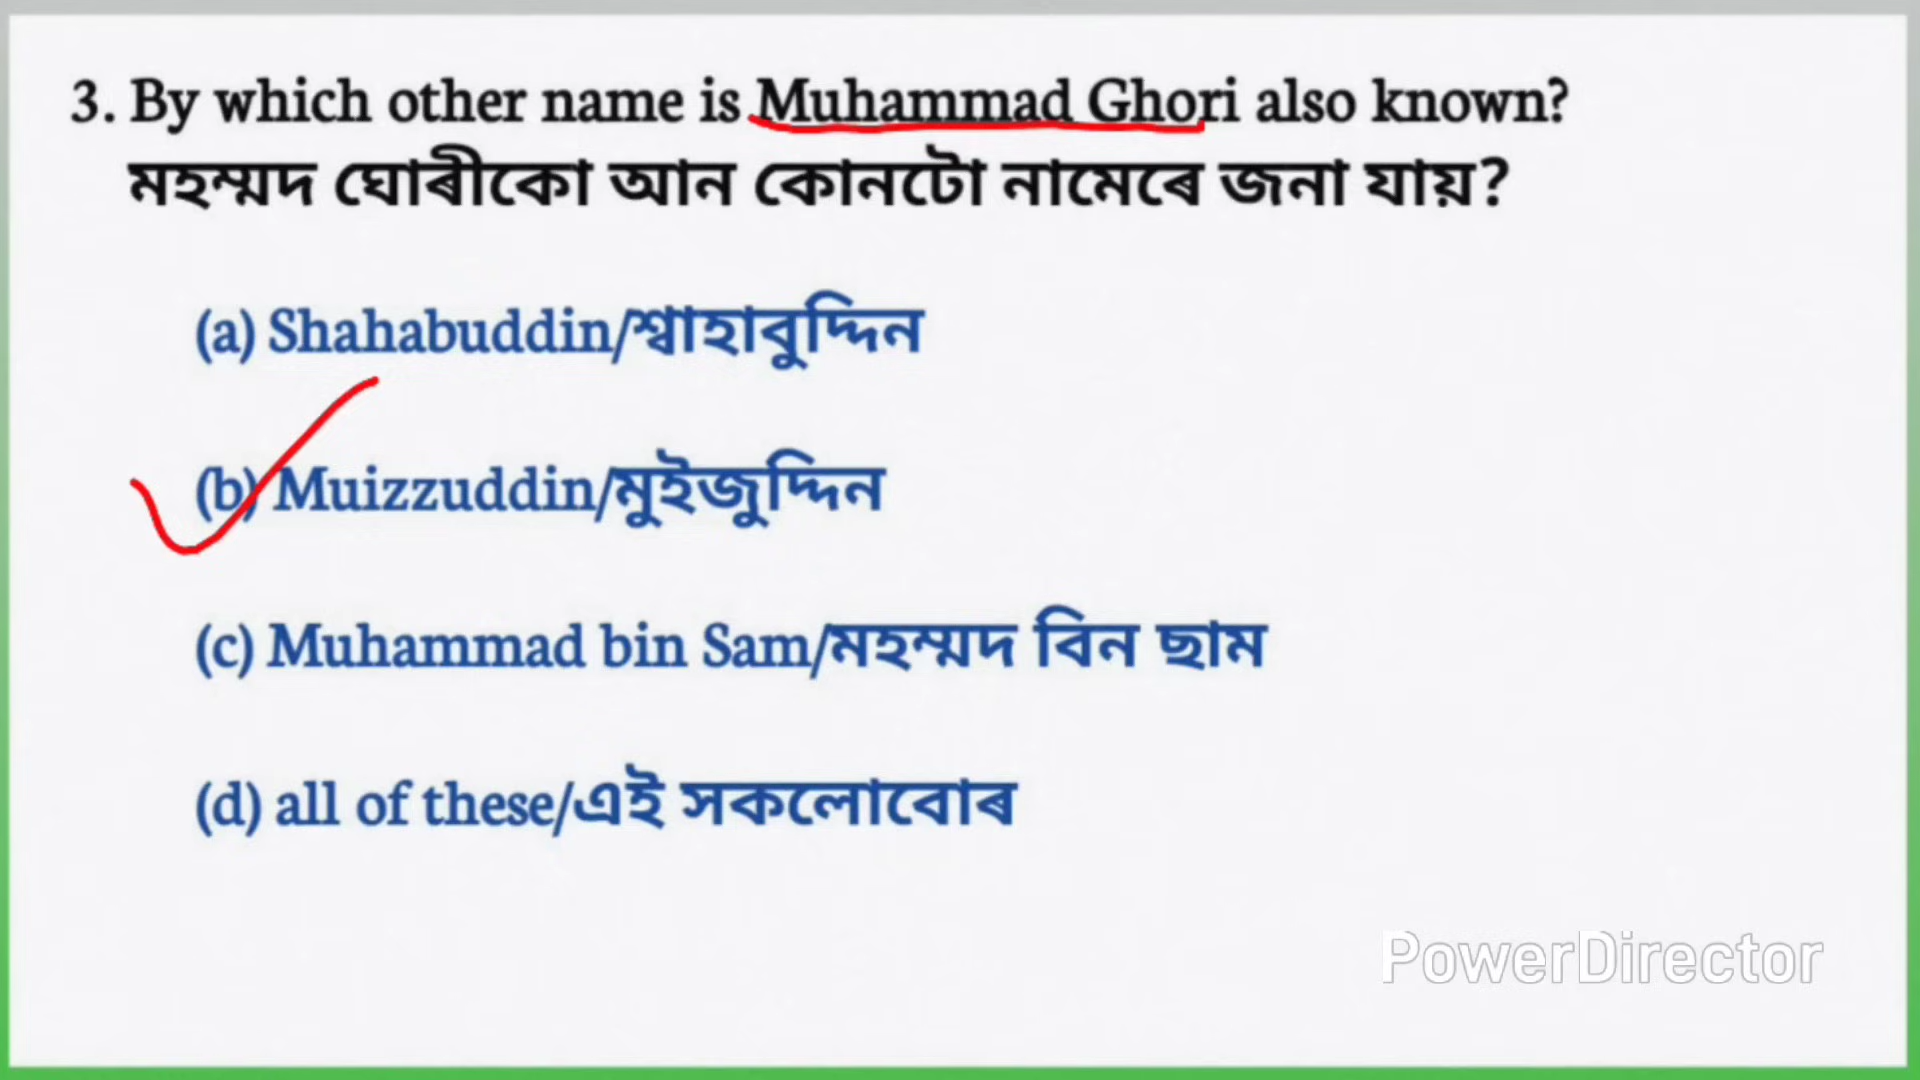 3. By which other name is Muhammad Ghori also known?
মহম্মদ ঘোৰীকো আন কোনটো নামেৰে জনা যায়?
(a) Shahabuddin/শ্বাহাবুদ্দিন
(b) Muizzuddin/মুইজুদ্দিন
(c) Muhammad bin Sam/মহম্মদ বিন ছাম
(d) all of these/এই সকলোবোৰ
PowerDirector